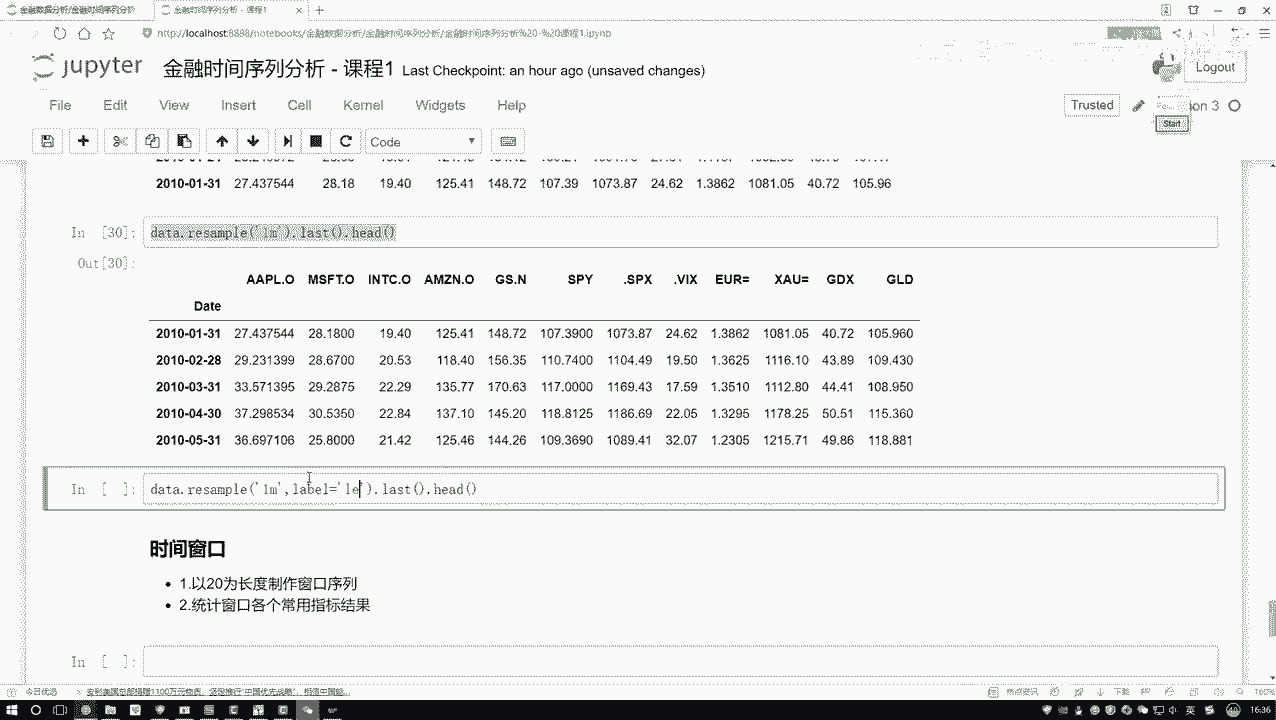 金融数据分析/金融时间序列分析
金融时间序列分析 - 课程1
http://localhost:8888/notebooks/金融数据分析/金融时间序列分析/金融时间序列分析%20-%20课程1.ipynb
jupyter 金融时间序列分析 - 课程1 Last Checkpoint: an hour ago (unsaved changes)
Logout
File Edit View Insert Cell Kernel Widgets Help
Trusted
on 3
Start
Code
2010-01-31 27.437544 28.18 19.40 125.41 148.72 107.39 1073.87 24.62 1.3862 1081.05 40.72 105.96
In [30]: data.resample('1m').last().head()
Out[30]:
AAPL.O MSFT.O INTC.O AMZN.O GS.N SPY .SPX .VIX EUR= XAU= GDX GLD
Date
2010-01-31 27.437544 28.1800 19.40 125.41 148.72 107.3900 1073.87 24.62 1.3862 1081.05 40.72 105.960
2010-02-28 29.231399 28.6700 20.53 118.40 156.35 110.7400 1104.49 19.50 1.3625 1116.10 43.89 109.430
2010-03-31 33.571395 29.2875 22.29 135.77 170.63 117.0000 1169.43 17.59 1.3510 1112.80 44.41 108.950
2010-04-30 37.298534 30.5350 22.84 137.10 145.20 118.8125 1186.69 22.05 1.3295 1178.25 50.51 115.360
2010-05-31 36.697106 25.8000 21.42 125.46 144.26 109.3690 1089.41 32.07 1.2305 1215.71 49.86 118.881
In [ ]: data.resample('1m',label='le').last().head()
时间窗口
1.以20为长度制作窗口序列
2.统计窗口各个常用指标结果
In [ ]:
今日优选
下载
16:36